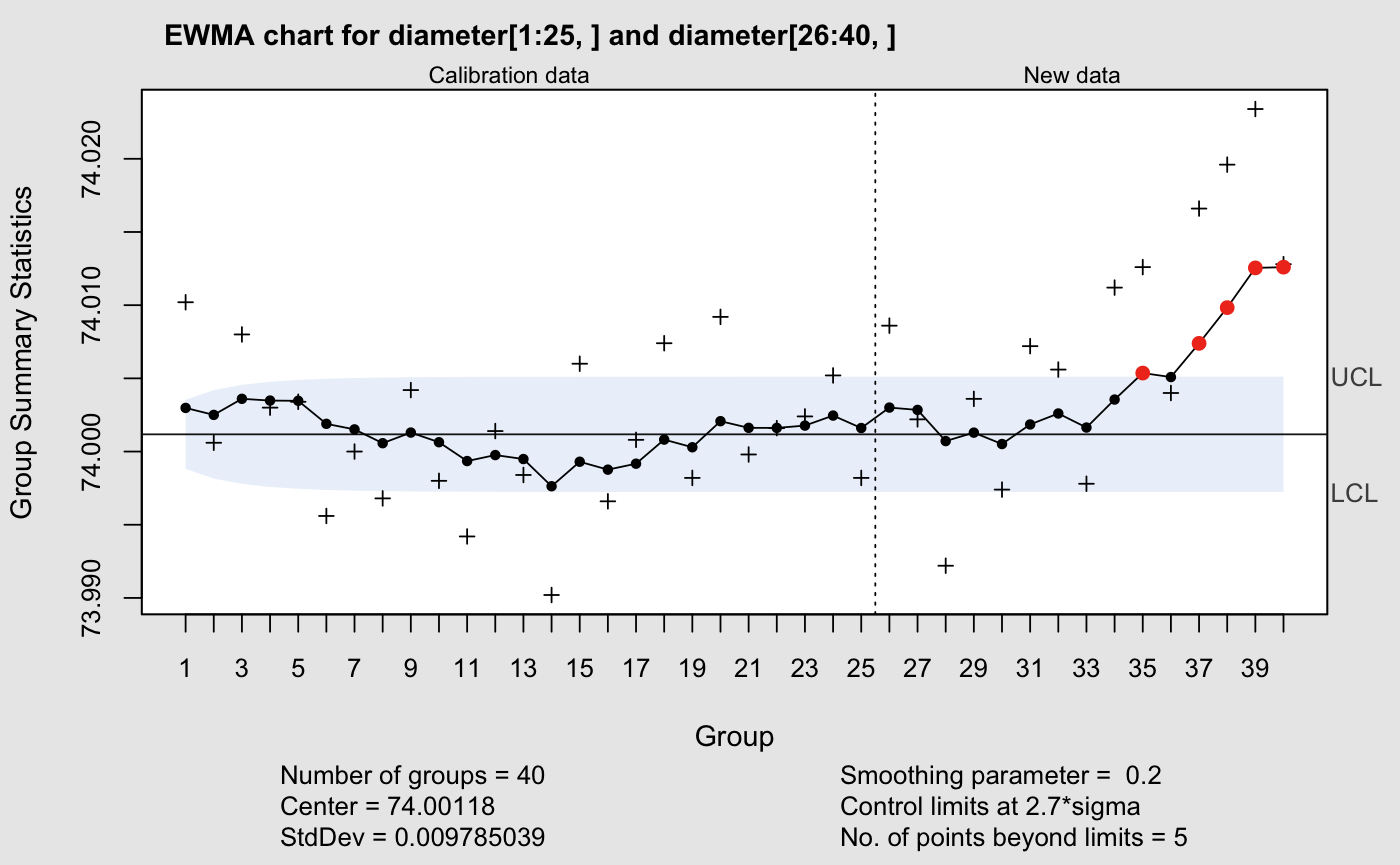 EWMA chart for diameter[1:25, ] and diameter[26:40, ]
Calibration data
New data
Group Summary Statistics
74.020
74.010
74.000
73.990
UCL
LCL
1 3 5 7 9 11 13 15 17 19 21 23 25 27 29 31 33 35 37 39
Group
Number of groups = 40
Center = 74.00118
StdDev = 0.009785039
Smoothing parameter =  0.2
Control limits at 2.7*sigma
No. of points beyond limits = 5